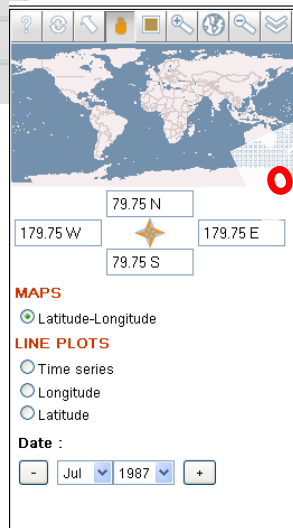 ?
79.75 N
179.75 W 179.75 E
79.75 S
MAPS
Latitude-Longitude
LINE PLOTS
Time series
Longitude
Latitude
Date :
- Jul 1987 +